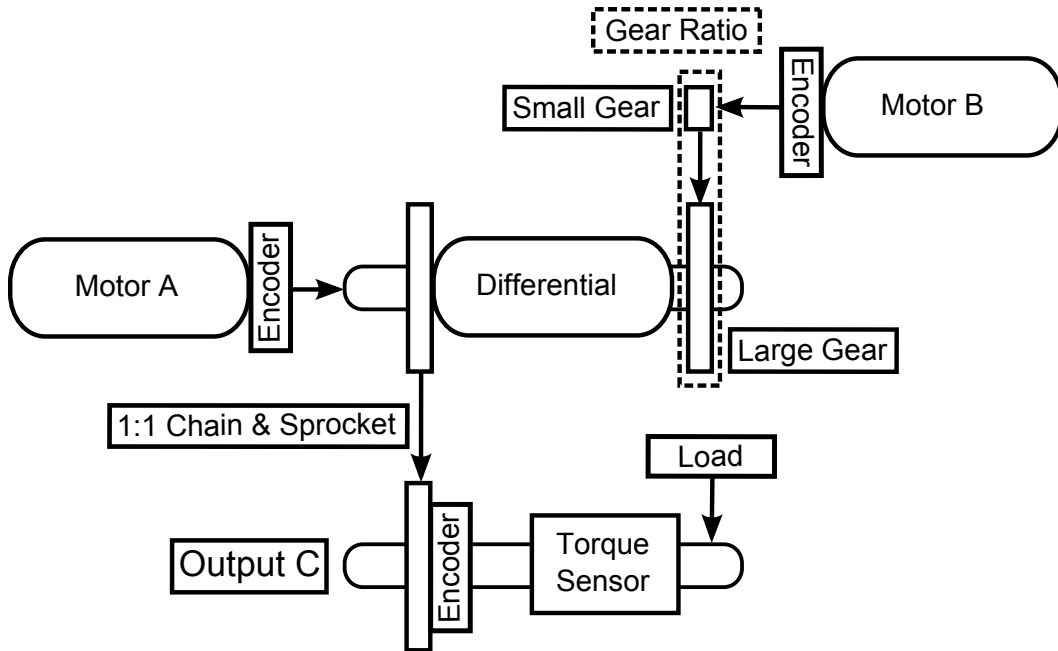 Gear Ratio
Small Gear
Encoder
Motor B
Motor A
Encoder
Differential
Large Gear
1:1 Chain & Sprocket
Load
Output C
Encoder
Torque
Sensor